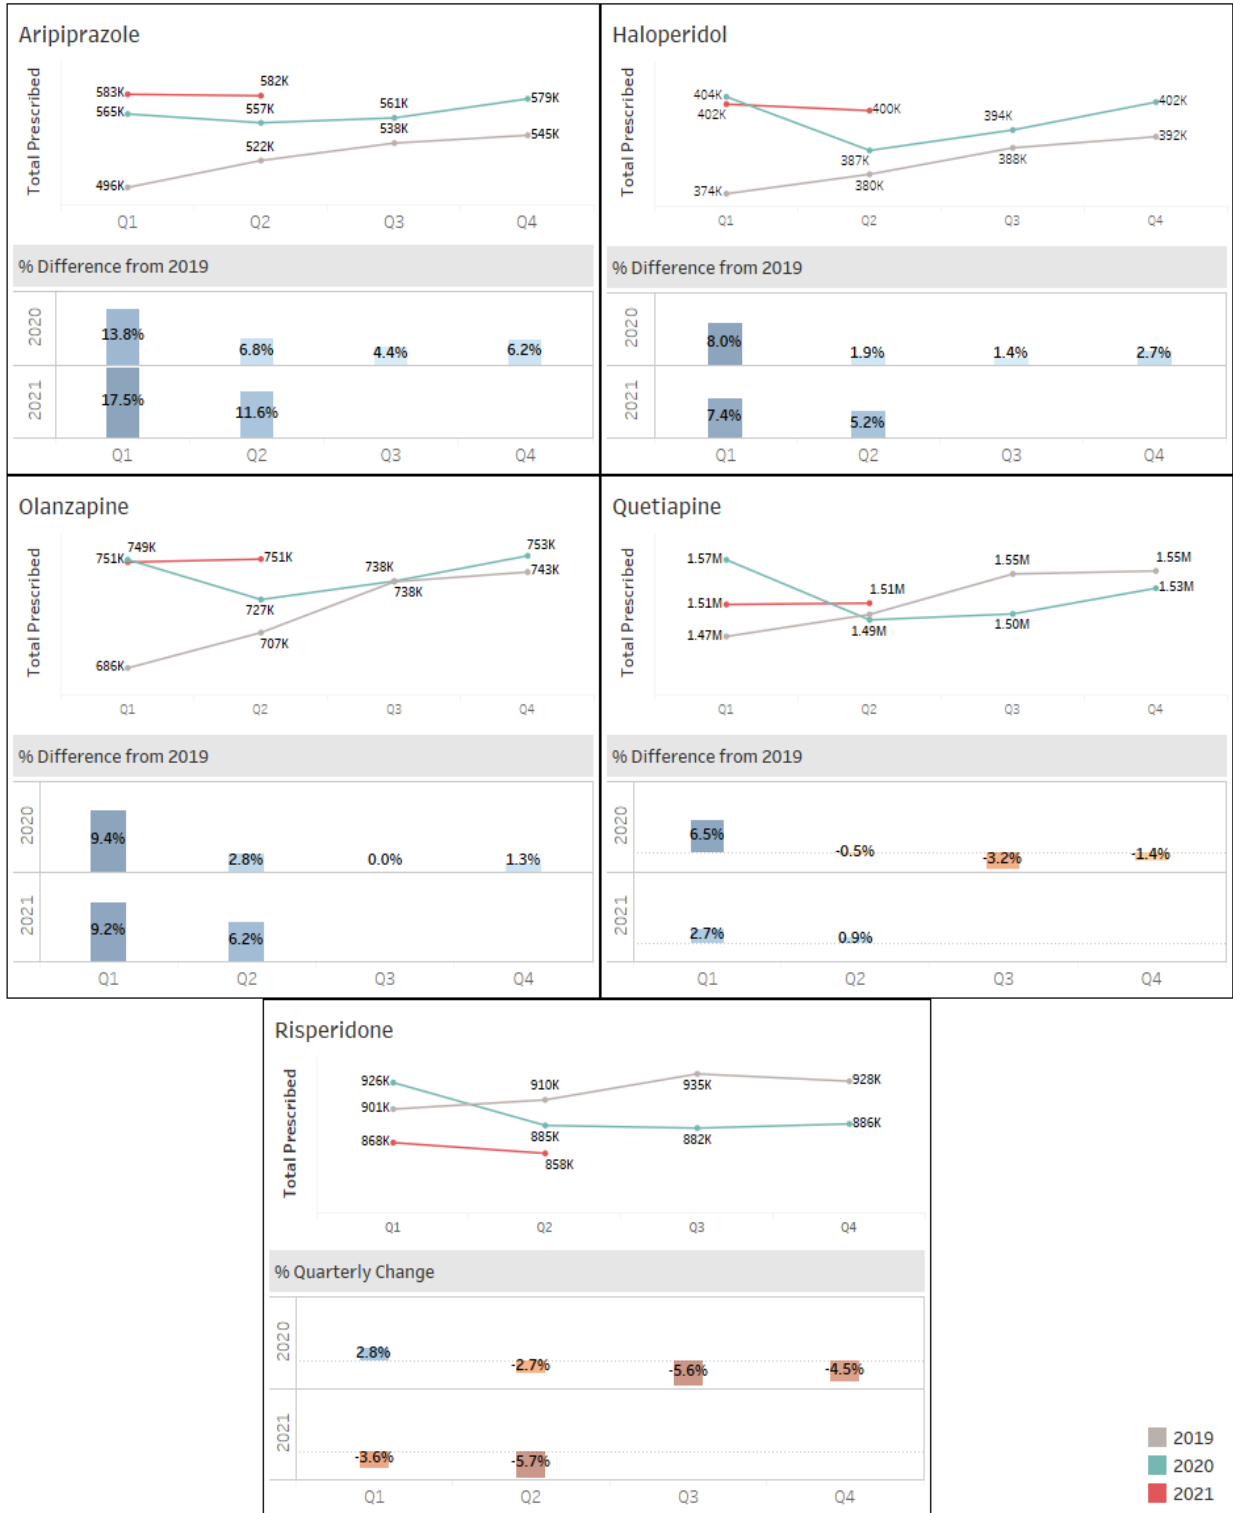 Aripiprazole
Total Prescribed
583K
582K
565K
557K
561K
579K
496K
522K
538K
545K
Q1 Q2 Q3 Q4
% Difference from 2019
2020
13.8% 6.8% 4.4% 6.2%
2021
17.5% 11.6%
Q1 Q2 Q3 Q4
Haloperidol
Total Prescribed
404K
402K
400K
387K
394K
402K
374K
380K
388K
392K
Q1 Q2 Q3 Q4
% Difference from 2019
2020
8.0% 1.9% 1.4% 2.7%
2021
7.4% 5.2%
Q1 Q2 Q3 Q4
Olanzapine
Total Prescribed
749K
751K
751K
727K
738K
753K
686K
707K
738K
743K
Q1 Q2 Q3 Q4
% Difference from 2019
2020
9.4% 2.8% 0.0% 1.3%
2021
9.2% 6.2%
Q1 Q2 Q3 Q4
Quetiapine
Total Prescribed
1.57M
1.51M
1.51M
1.47M
1.49M
1.55M
1.50M
1.55M
1.53M
Q1 Q2 Q3 Q4
% Difference from 2019
2020
6.5% -0.5% -3.2% -1.4%
2021
2.7% 0.9%
Q1 Q2 Q3 Q4
Risperidone
Total Prescribed
926K
901K
868K
910K
885K
858K
935K
882K
928K
886K
Q1 Q2 Q3 Q4
% Quarterly Change
2020
2.8% -2.7% -5.6% -4.5%
2021
-3.6% -5.7%
Q1 Q2 Q3 Q4
2019
2020
2021